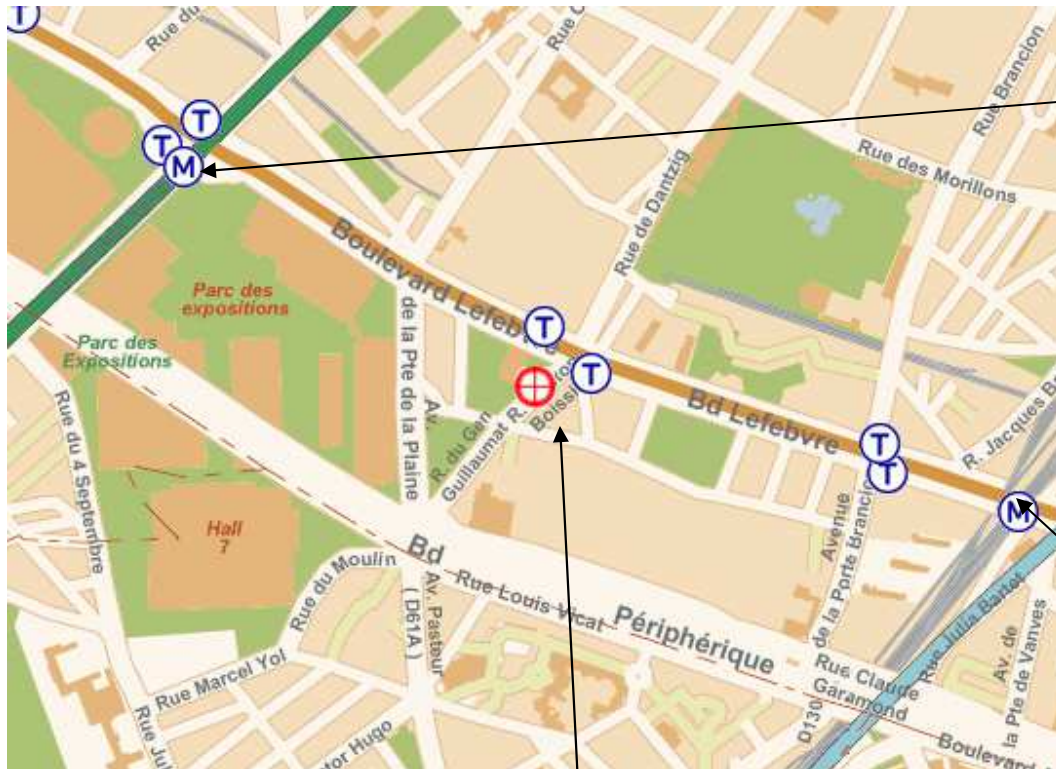 T
Rue du
Rue Brancion
T
T
M
Rue des Morillons
Rue de Dantzig
Boulevard Lefebvre
Parc des
expositions
Parc des
Expositions
T
T
de la Pte de la Plaine
Av.
Bd Lefebvre
R. du Gen
Guillaumat
R.
T
T
R. Jacques B
M
Rue du 4 Septembre
Hall
7
Bd
Périphérique
Avenue
de la Porte Brancio
Rue du Moulin
Av. Pasteur
( D61A )
Rue Louis Vicat
Rue Julia Bartet
Av. de
la Pte de Vanves
Rue Marcel Yol
Rue Claude
Garamond
D130
Rue Jul
tor Hugo
Boulevard